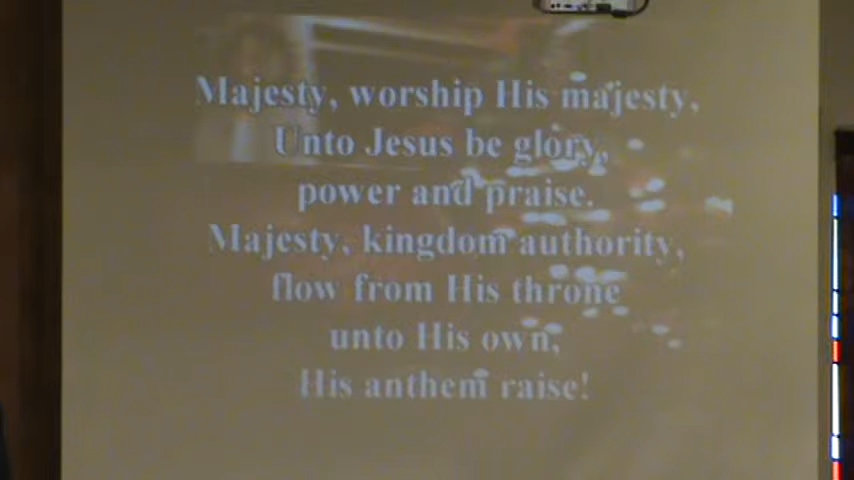 Majesty, worship His majesty,
Unto Jesus be glory,
power and praise.
Majesty, kingdom authority,
flow from His throne
unto His own,
His anthem raise!